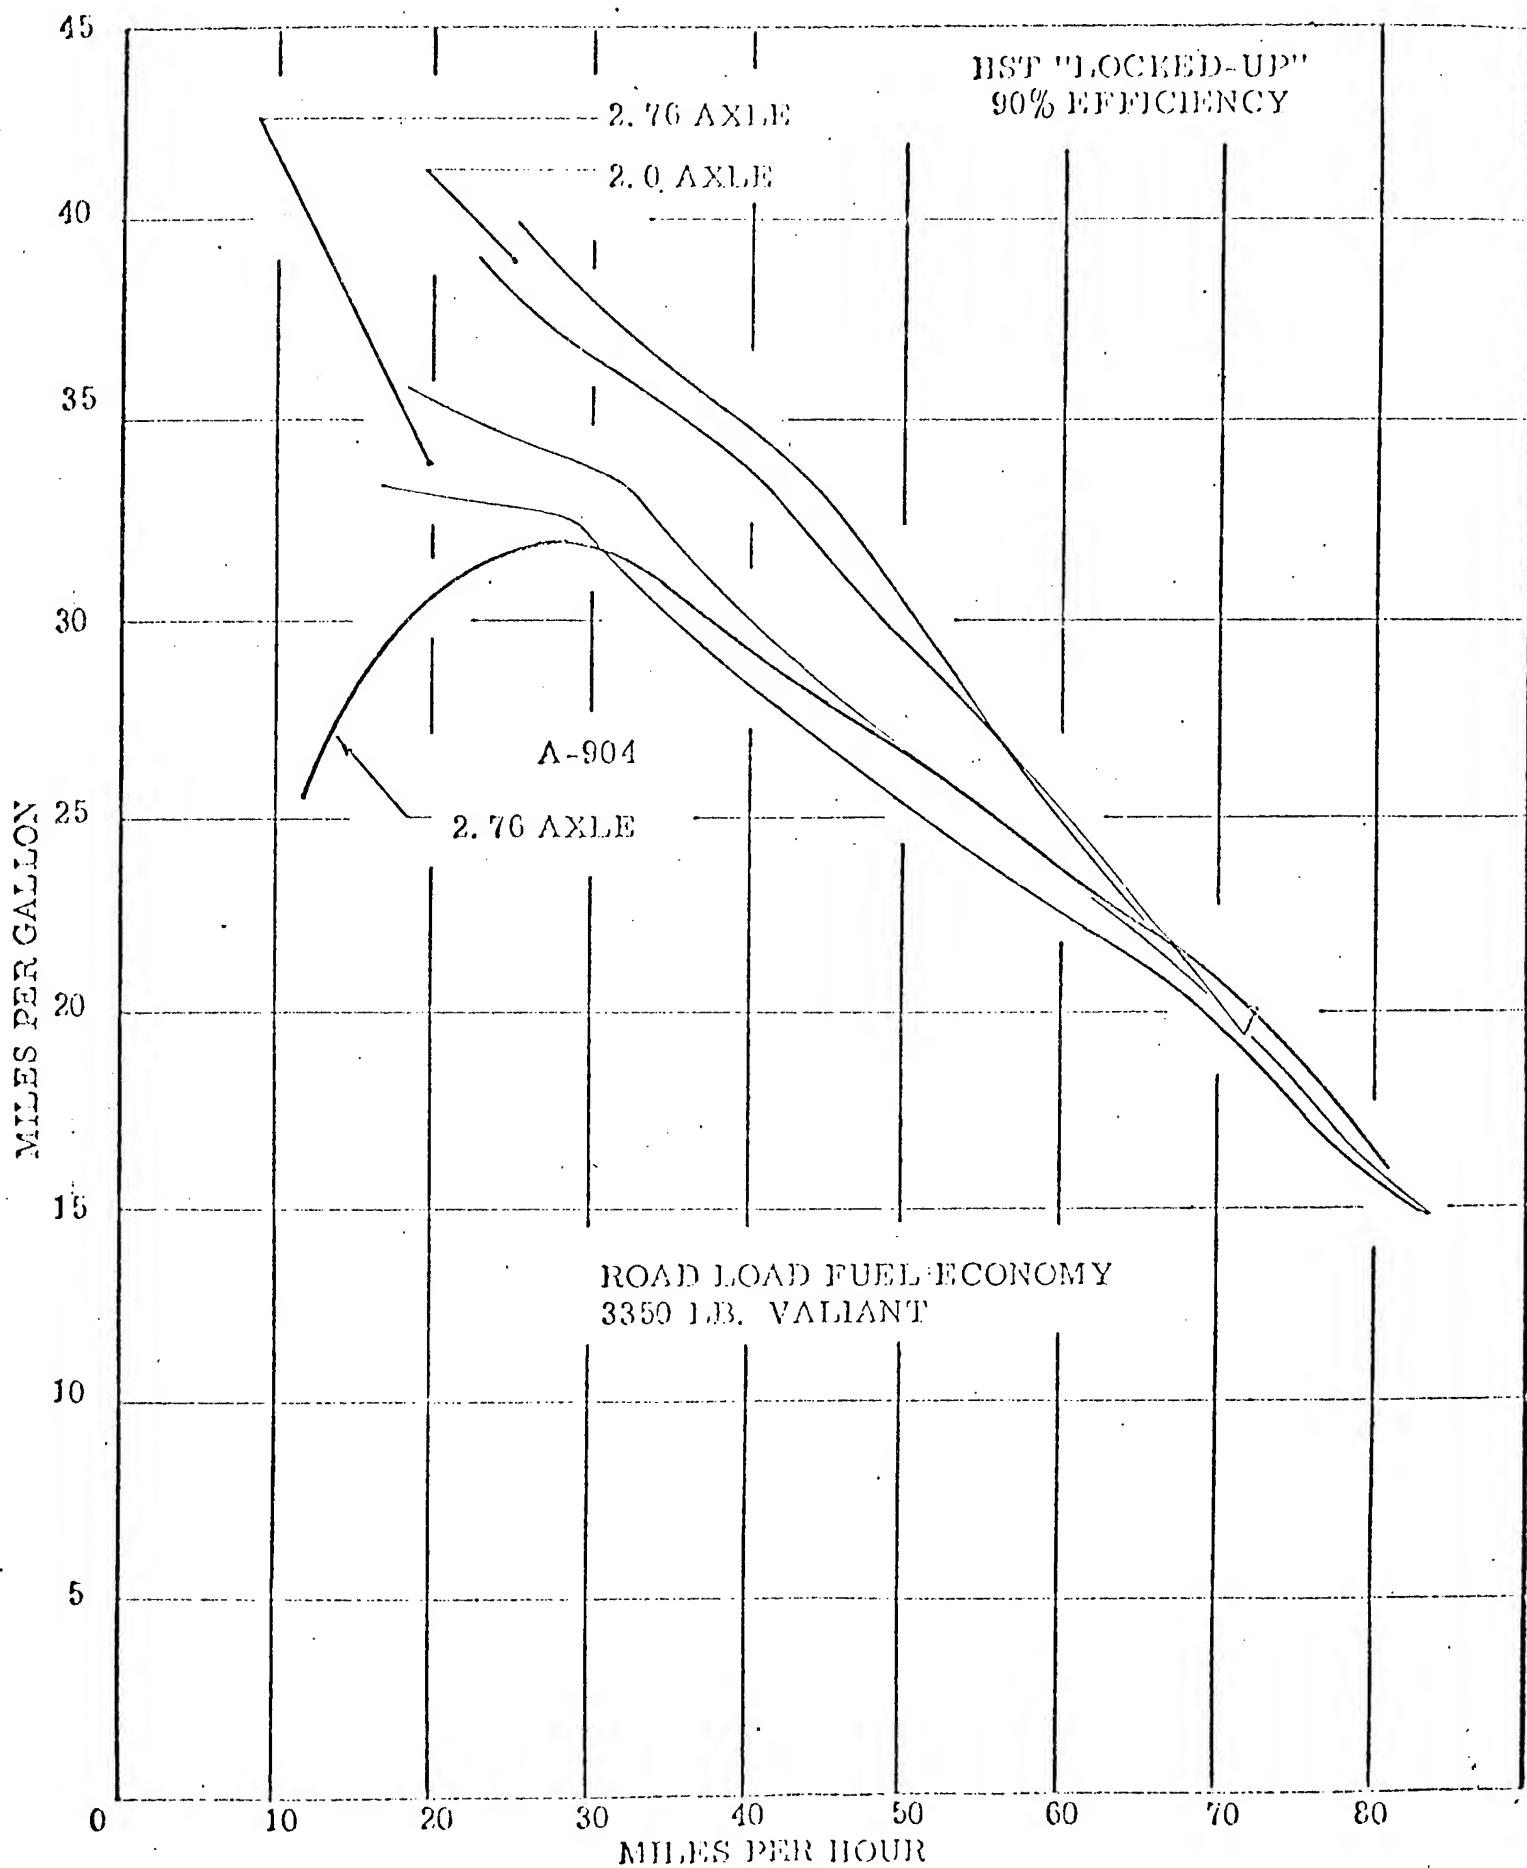 45
HST "LOCKED-UP"
90% EFFICIENCY
2.76 AXLE
2.0 AXLE
40
35
30
A-904
2.76 AXLE
25
MILES PER GALLON
20
15
ROAD LOAD FUEL ECONOMY
3350 LB. VALIANT
10
5
0 10 20 30 40 50 60 70 80
MILES PER HOUR